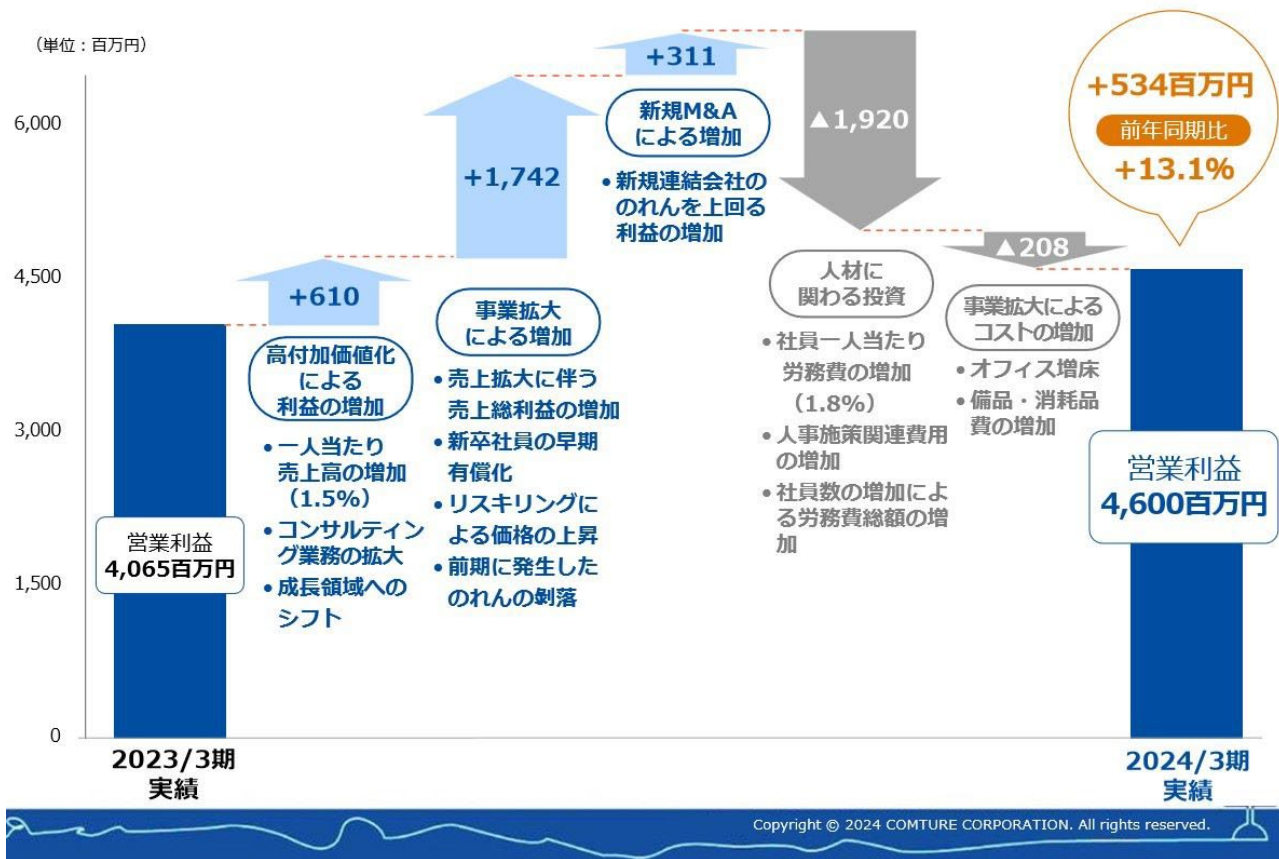 （単位：百万円）
6,000
4,500
3,000
1,500
0
営業利益
4,065百万円
2023/3期
実績
+610
高付加価値化
による
利益の増加
•一人当たり
売上高の増加
（1.5%）
•コンサルティン
グ業務の拡大
•成長領域への
シフト
+1,742
事業拡大
による増加
•売上拡大に伴う
売上総利益の増加
•新卒社員の早期
有償化
•リスキリングに
よる価格の上昇
•前期に発生した
のれんの剝落
+311
新規M&A
による増加
•新規連結会社の
のれんを上回る
利益の増加
▲1,920
人材に
関わる投資
•社員一人当たり
労務費の増加
（1.8%）
•人事施策関連費用
の増加
•社員数の増加によ
る労務費総額の増
加
▲208
事業拡大による
コストの増加
•オフィス増床
•備品・消耗品
費の増加
+534百万円
前年同期比
+13.1%
営業利益
4,600百万円
2024/3期
実績
Copyright © 2024 COMTURE CORPORATION. All rights reserved.